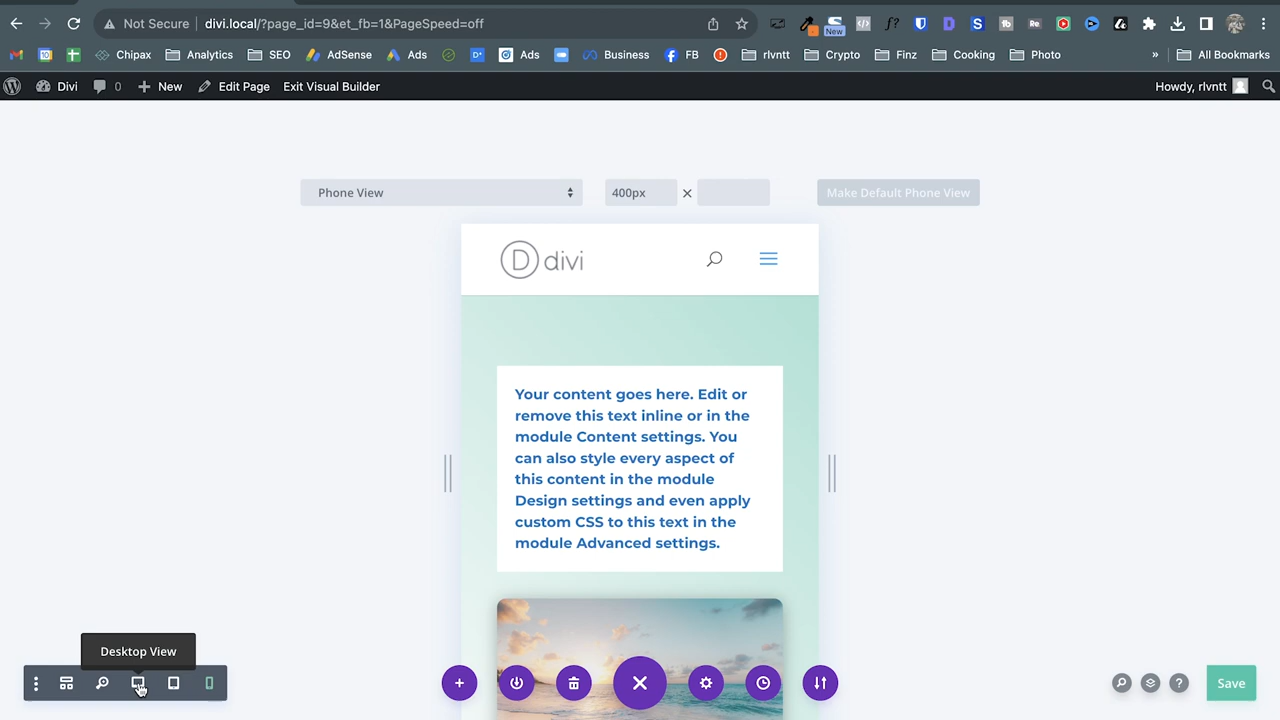 Not Secure divi.local/?page_id=9&et_fb=1&PageSpeed=off
New
Chipax Analytics SEO AdSense Ads Ads Business FB rlvntt Crypto Finz Cooking Photo » All Bookmarks
Divi 0 New Edit Page Exit Visual Builder Howdy, rlvntt
Phone View 400px Make Default Phone View
D divi
Your content goes here. Edit or
remove this text inline or in the
module Content settings. You
can also style every aspect of
this content in the module
Design settings and even apply
custom CSS to this text in the
module Advanced settings.
Desktop View
Save